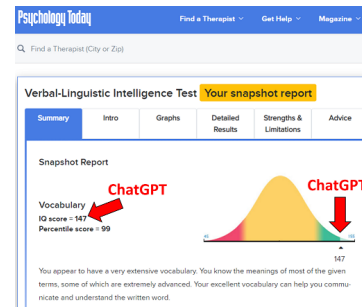 Psychology Today
Find a Therapist Get Help Magazine
Find a Therapist (City or Zip)
Verbal-Linguistic Intelligence Test Your snapshot report
Summary Intro Graphs Detailed Results Strengths & Limitations Advice
Snapshot Report
ChatGPT
ChatGPT
Vocabulary
IQ score = 147
Percentile score = 99
147
You appear to have a very extensive vocabulary. You know the meanings of most of the given
terms, some of which are extremely advanced. Your excellent vocabulary can help you commu-
nicate and understand the written word.